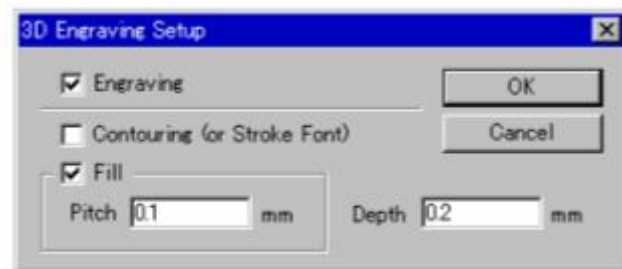 3D Engraving Setup
Engraving
OK
Contouring (or Stroke Font)
Cancel
Fill
Pitch 0.1 mm Depth 0.2 mm